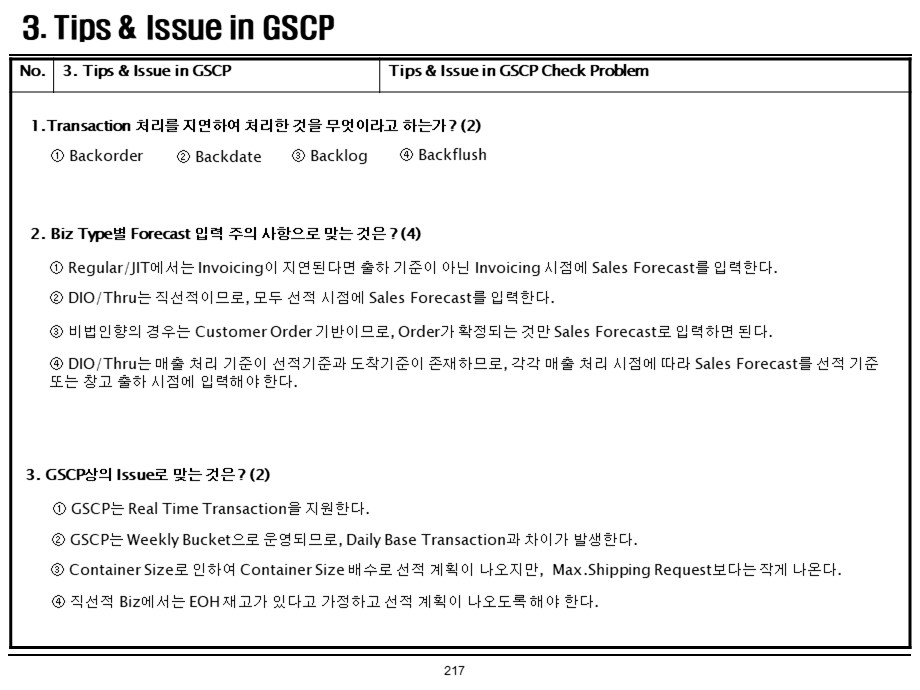 3. Tips & Issue in GSCP
No. 3. Tips & Issue in GSCP Tips & Issue in GSCP Check Problem
1.Transaction 처리를 지연하여 처리한 것을 무엇이라고 하는가? (2)
① Backorder ② Backdate ③ Backlog ④ Backflush
2. Biz Type별 Forecast 입력 주의 사항으로 맞는 것은 ? (4)
① Regular/JIT에서는 Invoicing이 지연된다면 출하 기준이 아닌 Invoicing 시점에 Sales Forecast를 입력한다.
② DIO/Thru는 직선적이므로, 모두 선적 시점에 Sales Forecast를 입력한다.
③ 비법인향의 경우는 Customer Order 기반이므로, Order가 확정되는 것만 Sales Forecast로 입력하면 된다.
④ DIO/Thru는 매출 처리 기준이 선적기준과 도착기준이 존재하므로, 각각 매출 처리 시점에 따라 Sales Forecast를 선적 기준
또는 창고 출하 시점에 입력해야 한다.
3. GSCP상의 Issue로 맞는 것은? (2)
① GSCP는 Real Time Transaction을 지원한다.
② GSCP는 Weekly Bucket으로 운영되므로, Daily Base Transaction과 차이가 발생한다.
③ Container Size로 인하여 Container Size 배수로 선적 계획이 나오지만, Max.Shipping Request보다는 작게 나온다.
④ 직선적 Biz에서는 EOH 재고가 있다고 가정하고 선적 계획이 나오도록 해야 한다.
217